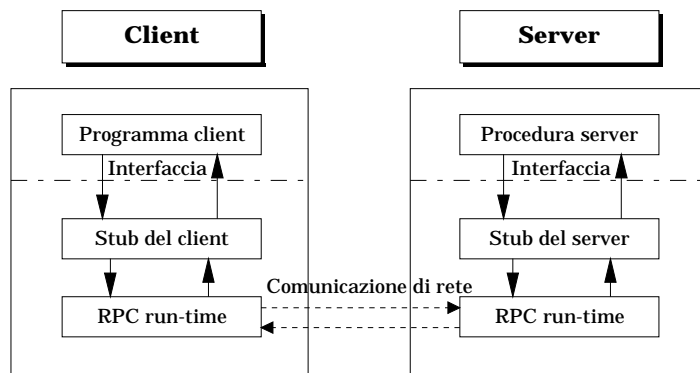 Client
Server
Programma client
Procedura server
Interfaccia
Interfaccia
Stub del client
Stub del server
Comunicazione di rete
RPC run-time
RPC run-time